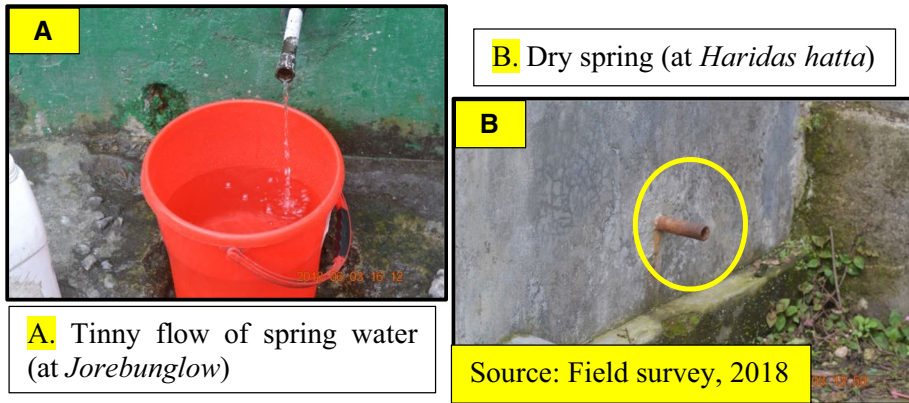 A
B. Dry spring (at Haridas hatta)
B
A. Tinny flow of spring water
(at Jorebunglow)
Source: Field survey, 2018